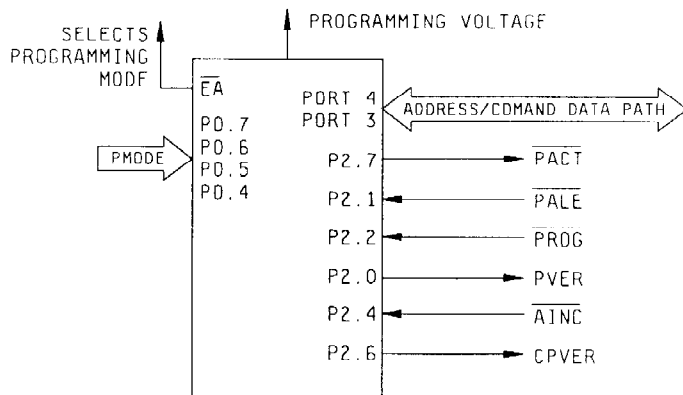 PROGRAMMING VOLTAGE
SELECTS
PROGRAMMING
MODF
EA
PORT 4
PORT 3
ADDRESS/COMAND DATA PATH
PMODE
P0.7
P0.6
P0.5
P0.4
P2.7
PACT
P2.1
PALE
P2.2
PROG
P2.0
PVER
P2.4
AINC
P2.6
CPVER